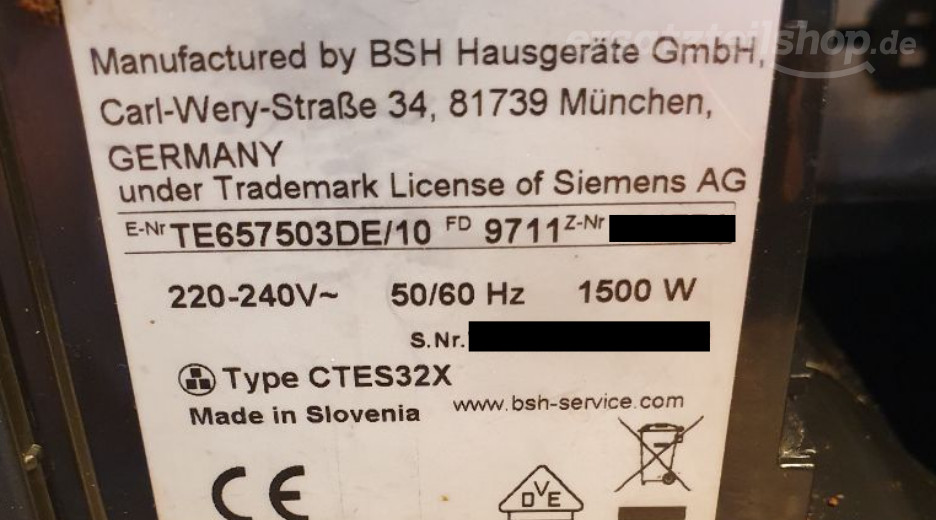 ersatzteilshop.de
Manufactured by BSH Hausgeräte GmbH,
Carl-Wery-Straße 34, 81739 München,
GERMANY
under Trademark License of Siemens AG
E-Nr TE657503DE/10 FD 9711 Z-Nr
220-240V~ 50/60 Hz 1500 W
S.Nr.
Type CTES32X
Made in Slovenia www.bsh-service.com
CE
DVE